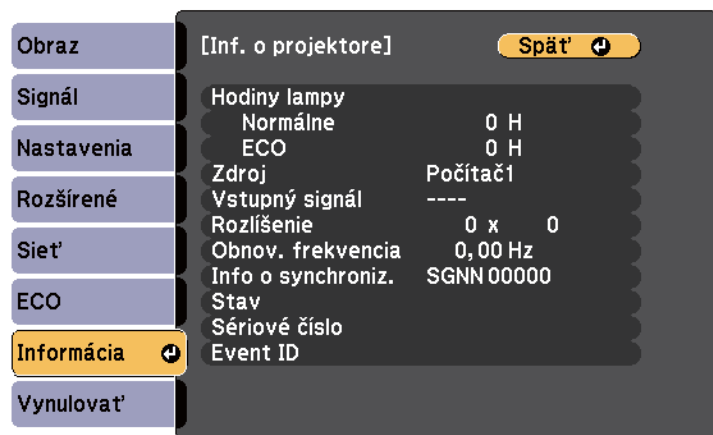 Obraz
Signál
Nastavenia
Rozšírené
Sieť
ECO
Informácia
Vynulovať
[Inf. o projektore] Späť
Hodiny lampy
Normálne 0 H
ECO 0 H
Zdroj Počítač1
Vstupný signál ----
Rozlíšenie 0 x 0
Obnov. frekvencia 0,00 Hz
Info o synchroniz. SGNN 00000
Stav
Sériové číslo
Event ID